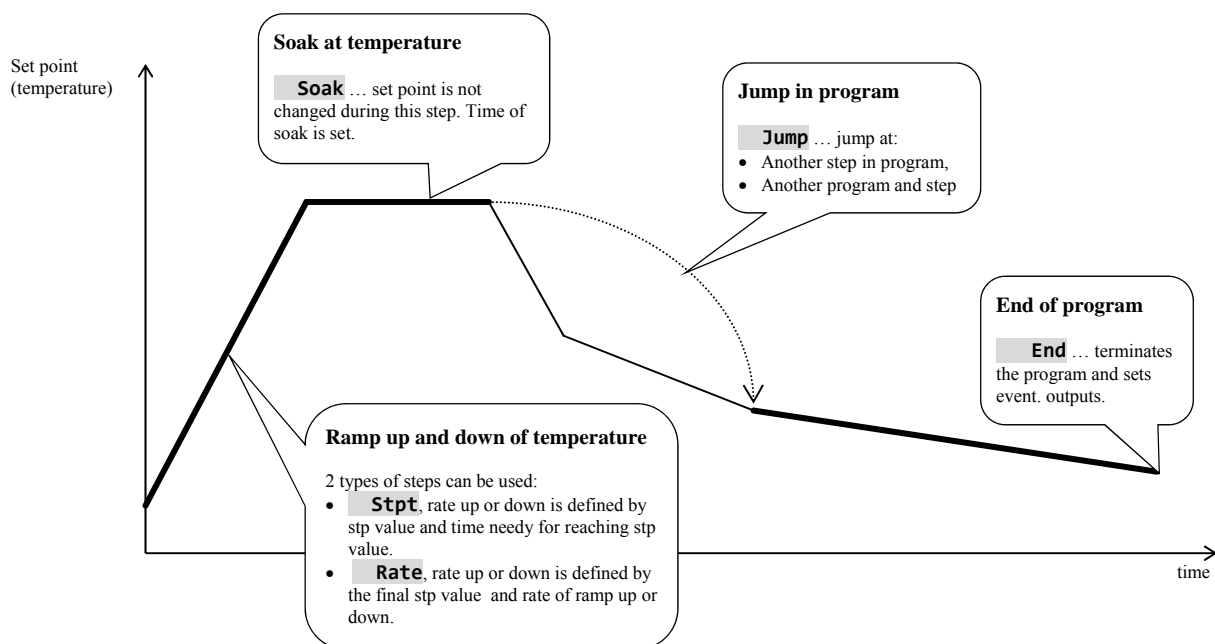 Set point
(temperature)
Soak at temperature
Soak … set point is not
changed during this step. Time of
soak is set.
Jump in program
Jump … jump at:
• Another step in program,
• Another program and step
End of program
End … terminates
the program and sets
event. outputs.
Ramp up and down of temperature
2 types of steps can be used:
• Stpt, rate up or down is defined by
stp value and time needy for reaching stp
value.
• Rate, rate up or down is defined by
the final stp value and rate of ramp up or
down.
time